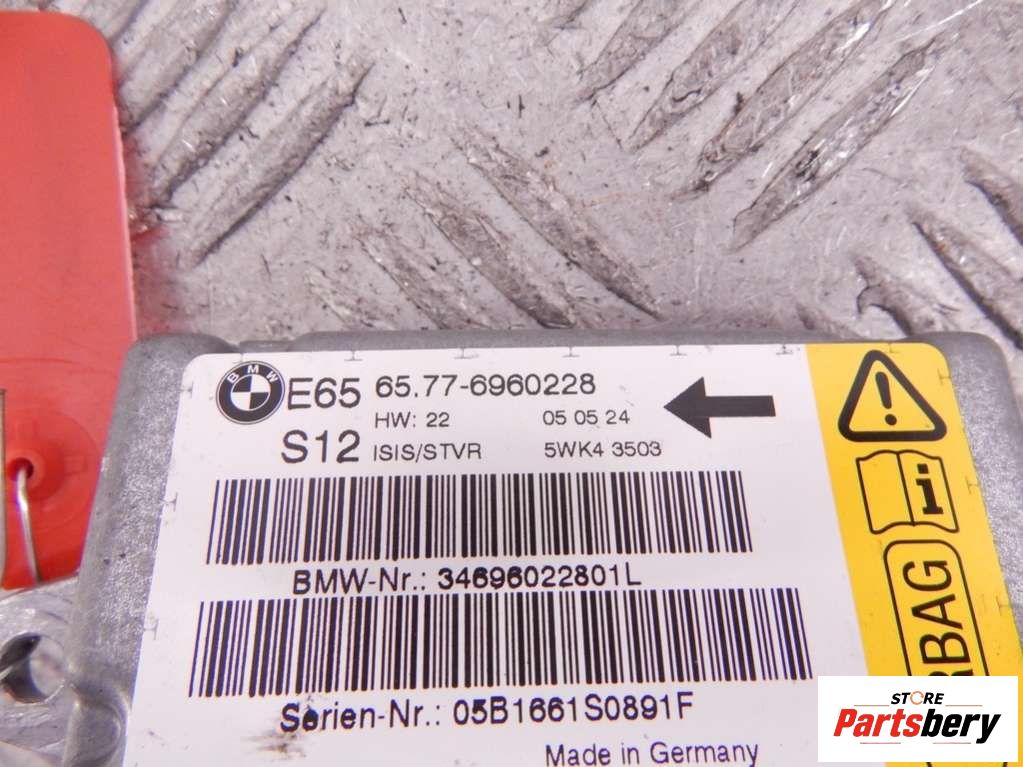 BMW
E65 65.77-6960228
HW: 22 05 05 24
S12 ISIS/STVR 5WK4 3503
BMW-Nr.: 34696022801L
Serien-Nr.: 05B1661S0891F
Made in Germany
RBAG
STORE
Partsbery